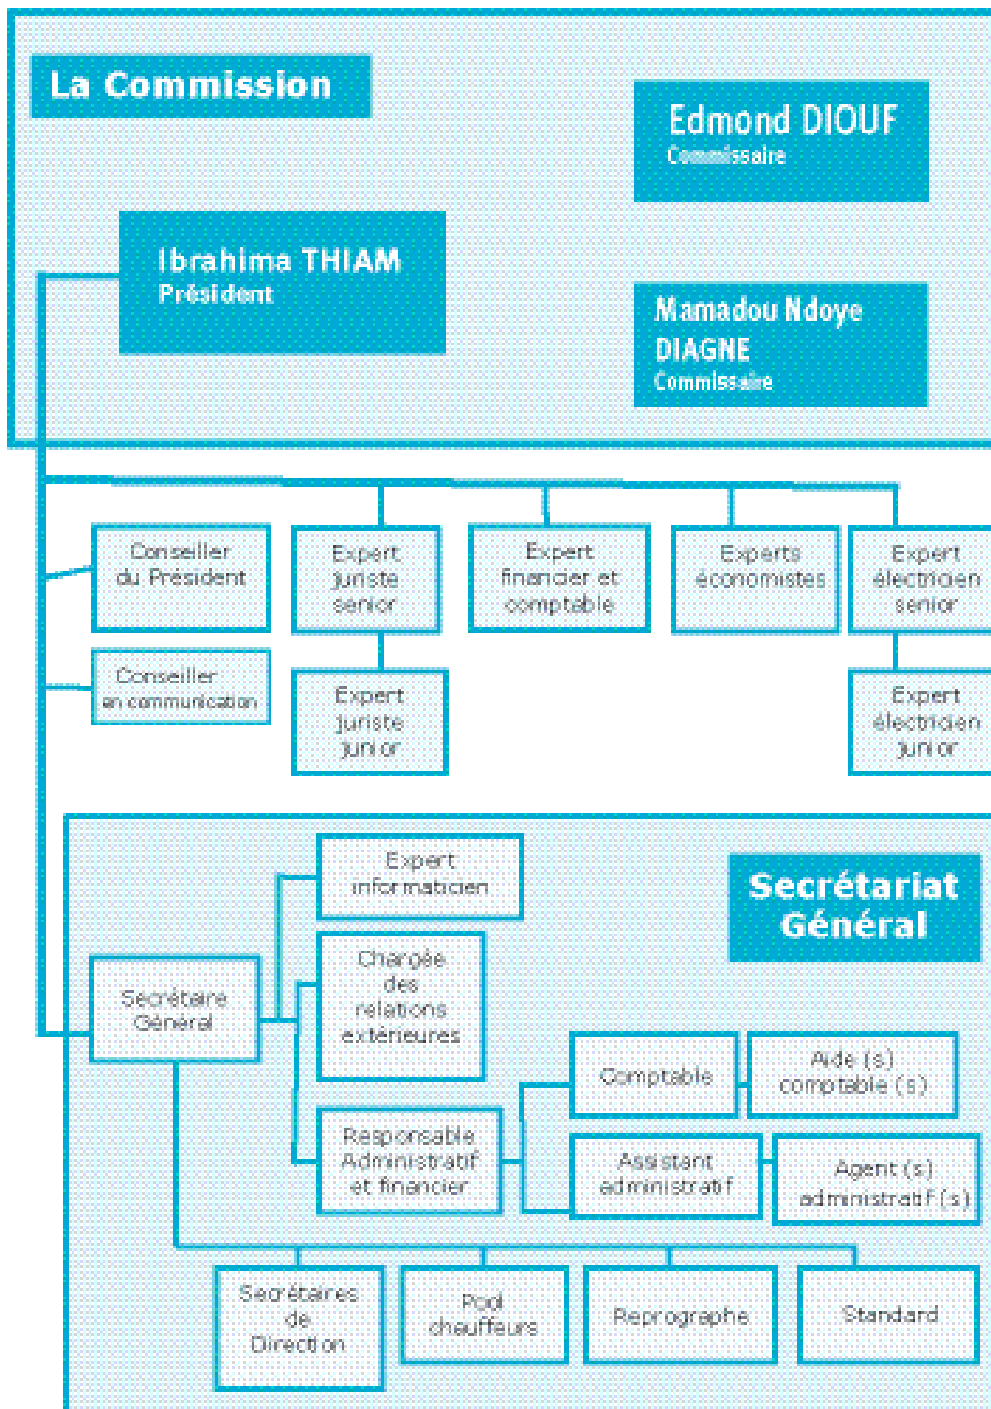 La Commission
Edmond DIOUF
Commissaire
Ibrahima THIAM
Président
Mamadou Ndoye
DIAGNE
Commissaire
Conseiller
du Président
Expert
juriste
senior
Expert
financier et
comptable
Experts
économistes
Expert
électricien
senior
Conseiller
en communication
Expert
juriste
junior
Expert
électricien
junior
Expert
informaticien
Secrétariat
Général
Chargée
des
relations
extérieures
Secrétaire
Général
Comptable
Aide (s)
comptable (s)
Responsable
Administratif
et financier
Assistant
administratif
Agent (s)
administratif (s)
Secrétaires
de
Direction
Pool
chauffeurs
Reprographe
Standard